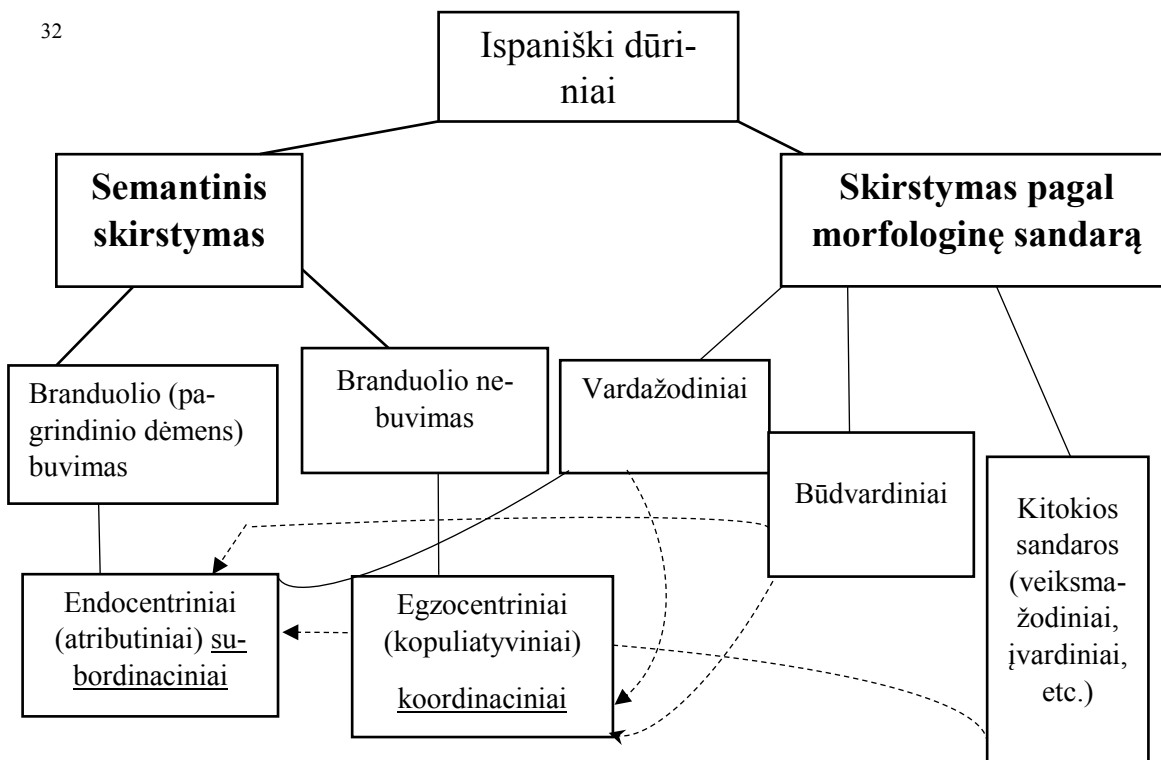 32
Ispaniški dūri-
niai
Semantinis
skirstymas
Skirstymas pagal
morfologinę sandarą
Branduolio (pa-
grindinio dėmens)
buvimas
Branduolio ne-
buvimas
Vardažodiniai
Būdvardiniai
Kitokios
sandaros
(veiksma-
žodiniai,
įvardiniai,
etc.)
Endocentriniai
(atributiniai) su-
bordinaciniai
Egzocentriniai
(kopuliatyviniai)
koordinaciniai